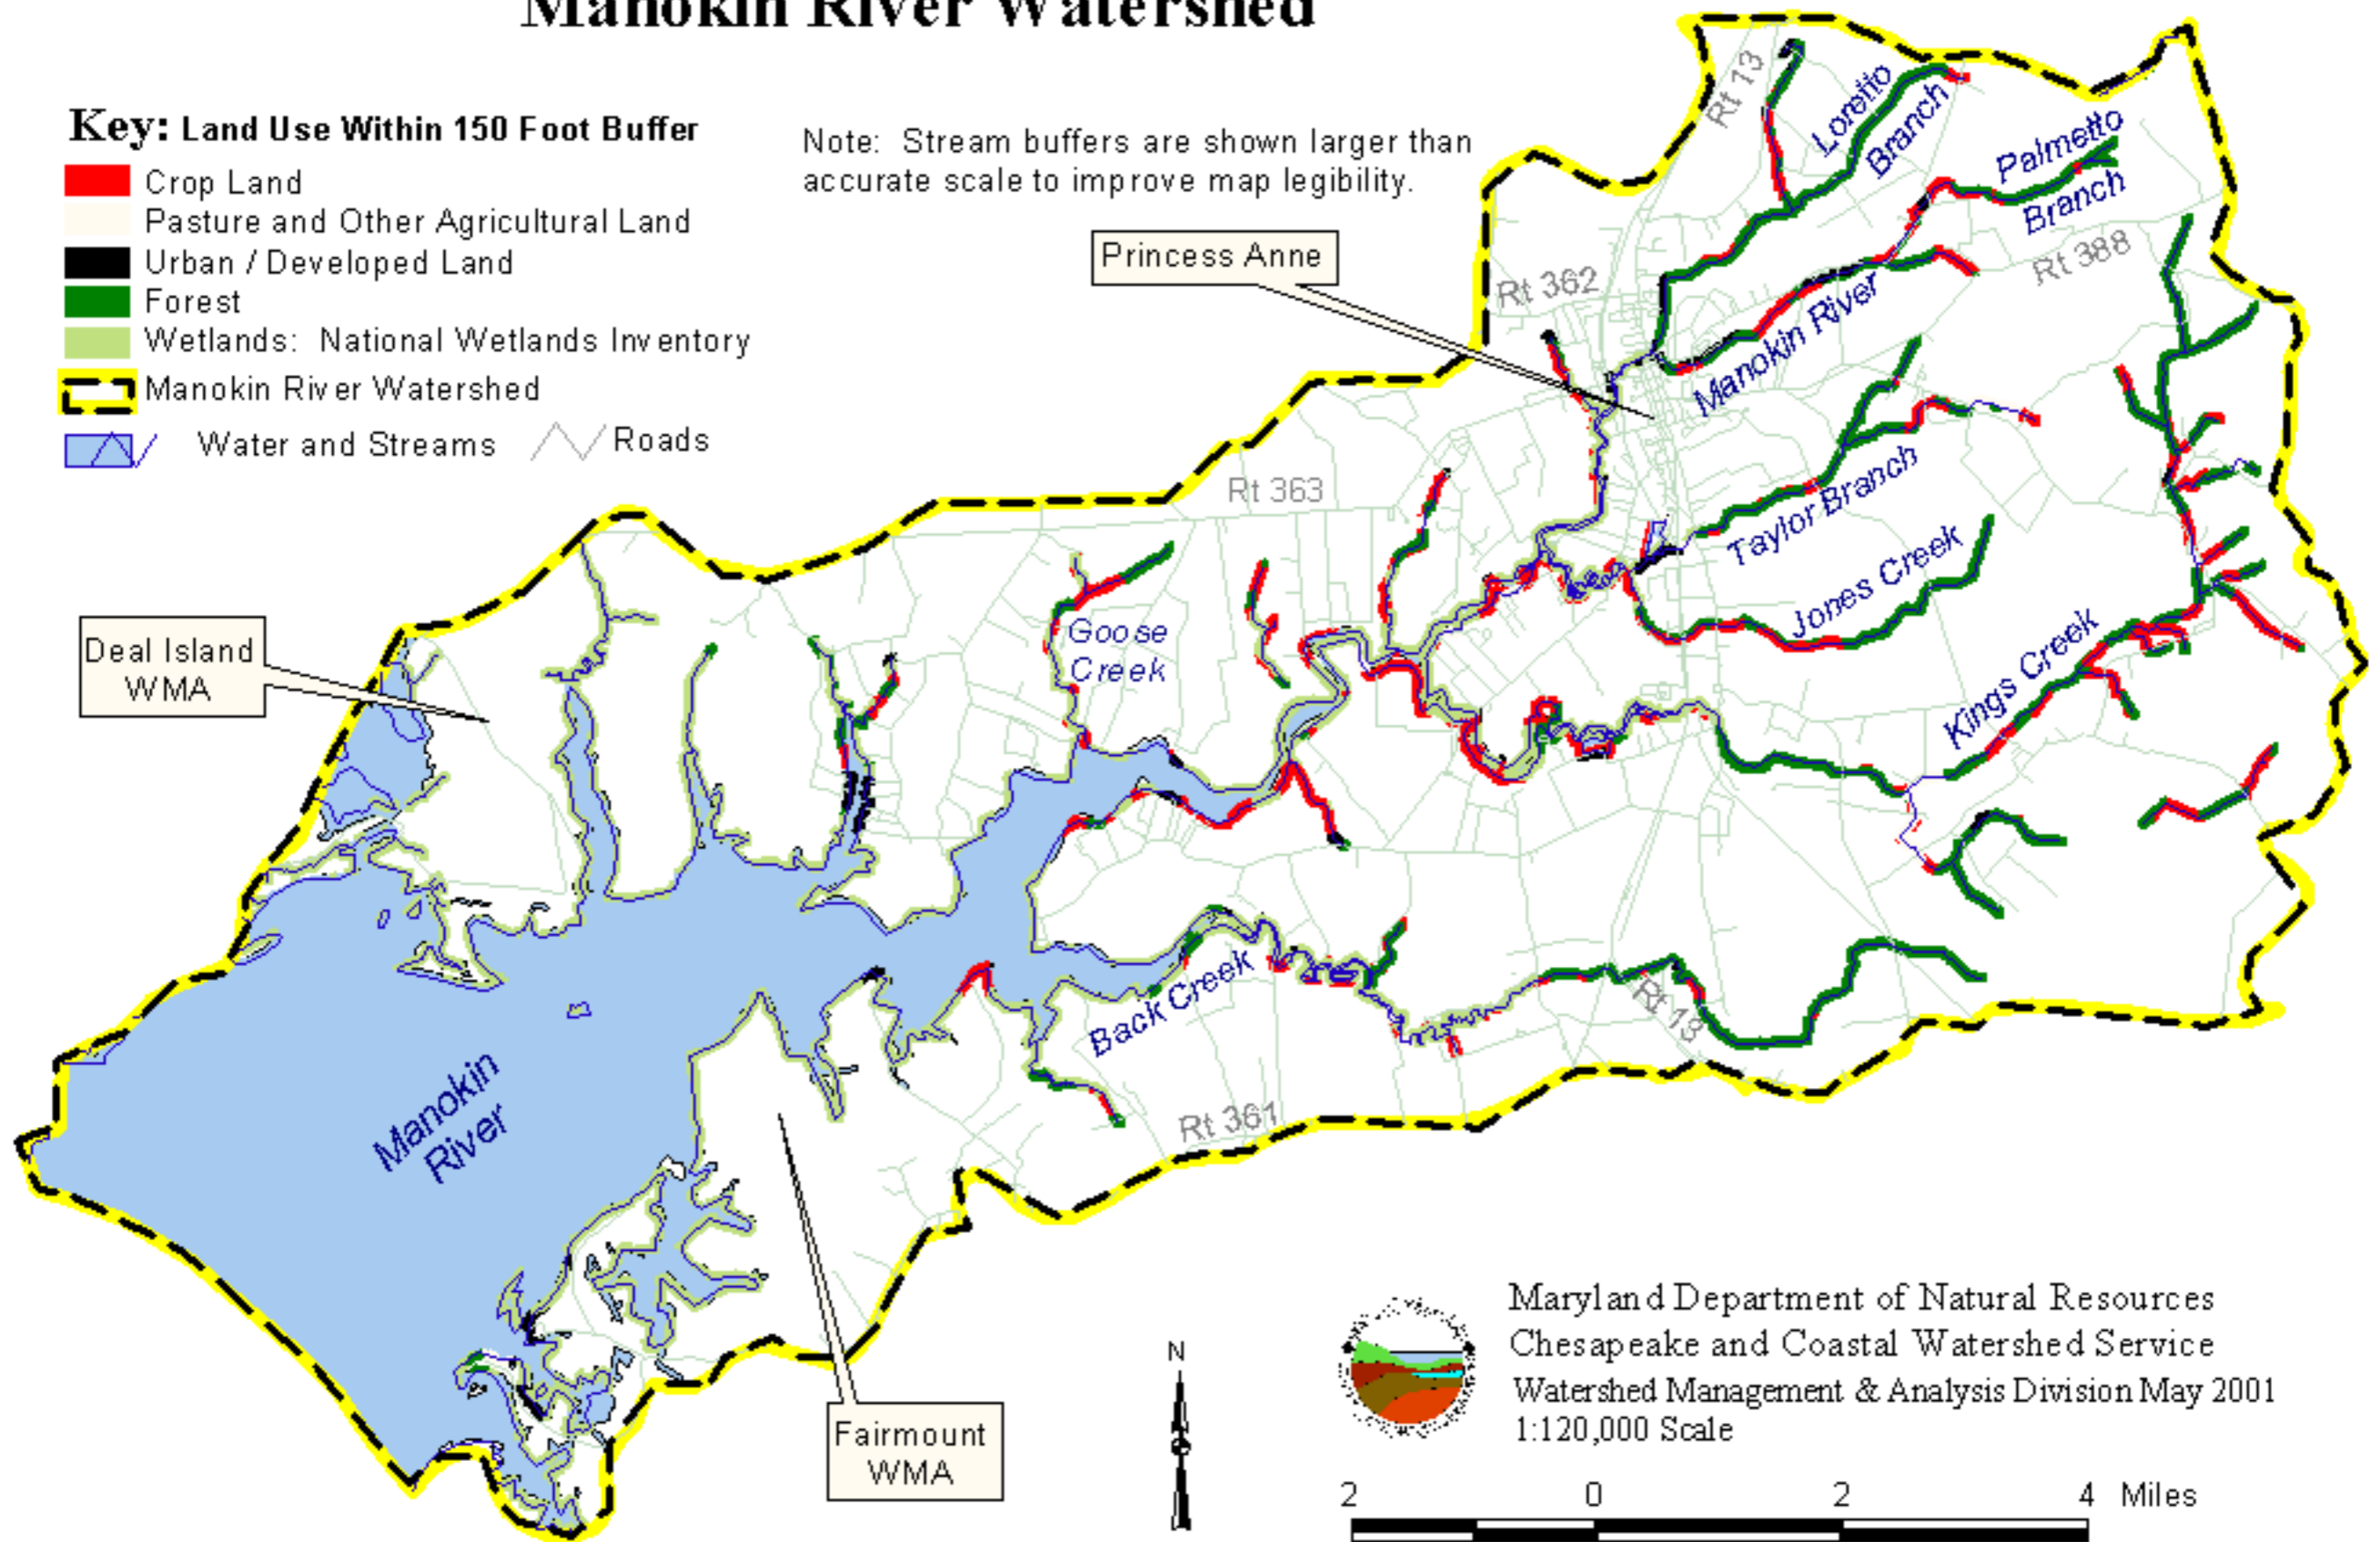 Manokin River Watershed
Key: Land Use Within 150 Foot Buffer
Crop Land
Pasture and Other Agricultural Land
Urban / Developed Land
Forest
Wetlands: National Wetlands Inventory
Manokin River Watershed
Water and Streams
Roads
Note: Stream buffers are shown larger than
accurate scale to improve map legibility.
Princess Anne
Rt 13
Loretto
Branch
Palmetto
Branch
Rt 388
Rt 362
Manokin River
Rt 363
Taylor Branch
Jones Creek
Goose
Creek
Kings Creek
Deal Island
WMA
Back Creek
Rt 13
Manokin
River
Rt 361
Fairmount
WMA
N
Maryland Department of Natural Resources
Chesapeake and Coastal Watershed Service
Watershed Management & Analysis Division May 2001
1:120,000 Scale
2 0 2 4 Miles